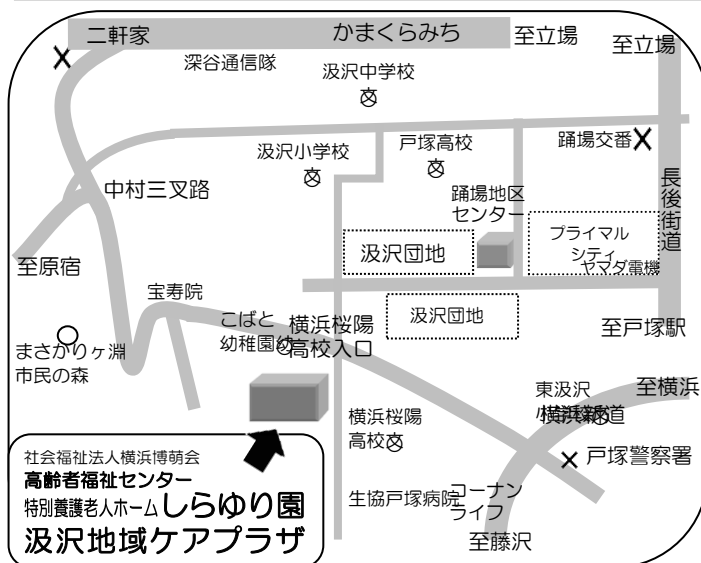 二軒家
かまくらみち
至立場
至立場
深谷通信隊
汲沢中学校
汲沢小学校
戸塚高校
踊場交番
踊場地区
センター
長後街道
中村三叉路
プライマル
シティ
ヤマダ電機
汲沢団地
至原宿
宝寿院
こばと
幼稚園
横浜桜陽
高校入口
汲沢団地
至戸塚駅
まさかりヶ淵
市民の森
東汲沢
至横浜
横浜新道
横浜桜陽
高校
戸塚警察署
生協戸塚病院
コーナン
ライフ
至藤沢
社会福祉法人横浜博萌会
高齢者福祉センター
特別養護老人ホームしらゆり園
汲沢地域ケアプラザ